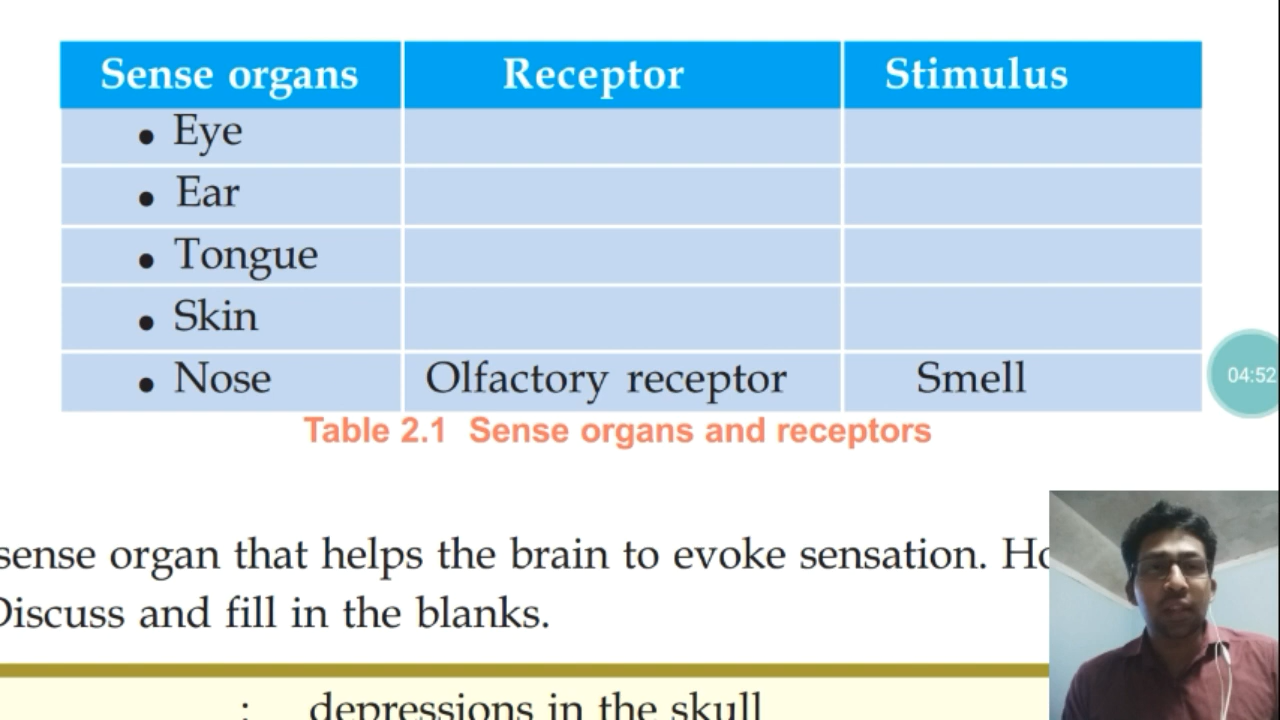 Sense organs Receptor Stimulus
• Eye
• Ear
• Tongue
• Skin
• Nose Olfactory receptor Smell
04:52
Table 2.1 Sense organs and receptors
sense organ that helps the brain to evoke sensation.
Discuss and fill in the blanks.
: depressions in the skull